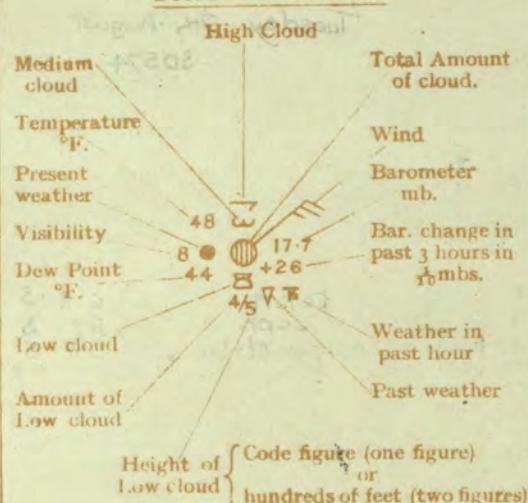 High Cloud
Medium cloud
Total Amount of cloud.
Temperature °F.
Wind
Present weather
Barometer mb.
48
Visibility
8
17·7
Bar. change in past 3 hours in 1/10 mbs.
Dew Point °F.
44
+26
4/5
Low cloud
Weather in past hour
Amount of Low cloud
Past weather
Height of Low cloud
Code figure (one figure)
or
hundreds of feet (two figures)